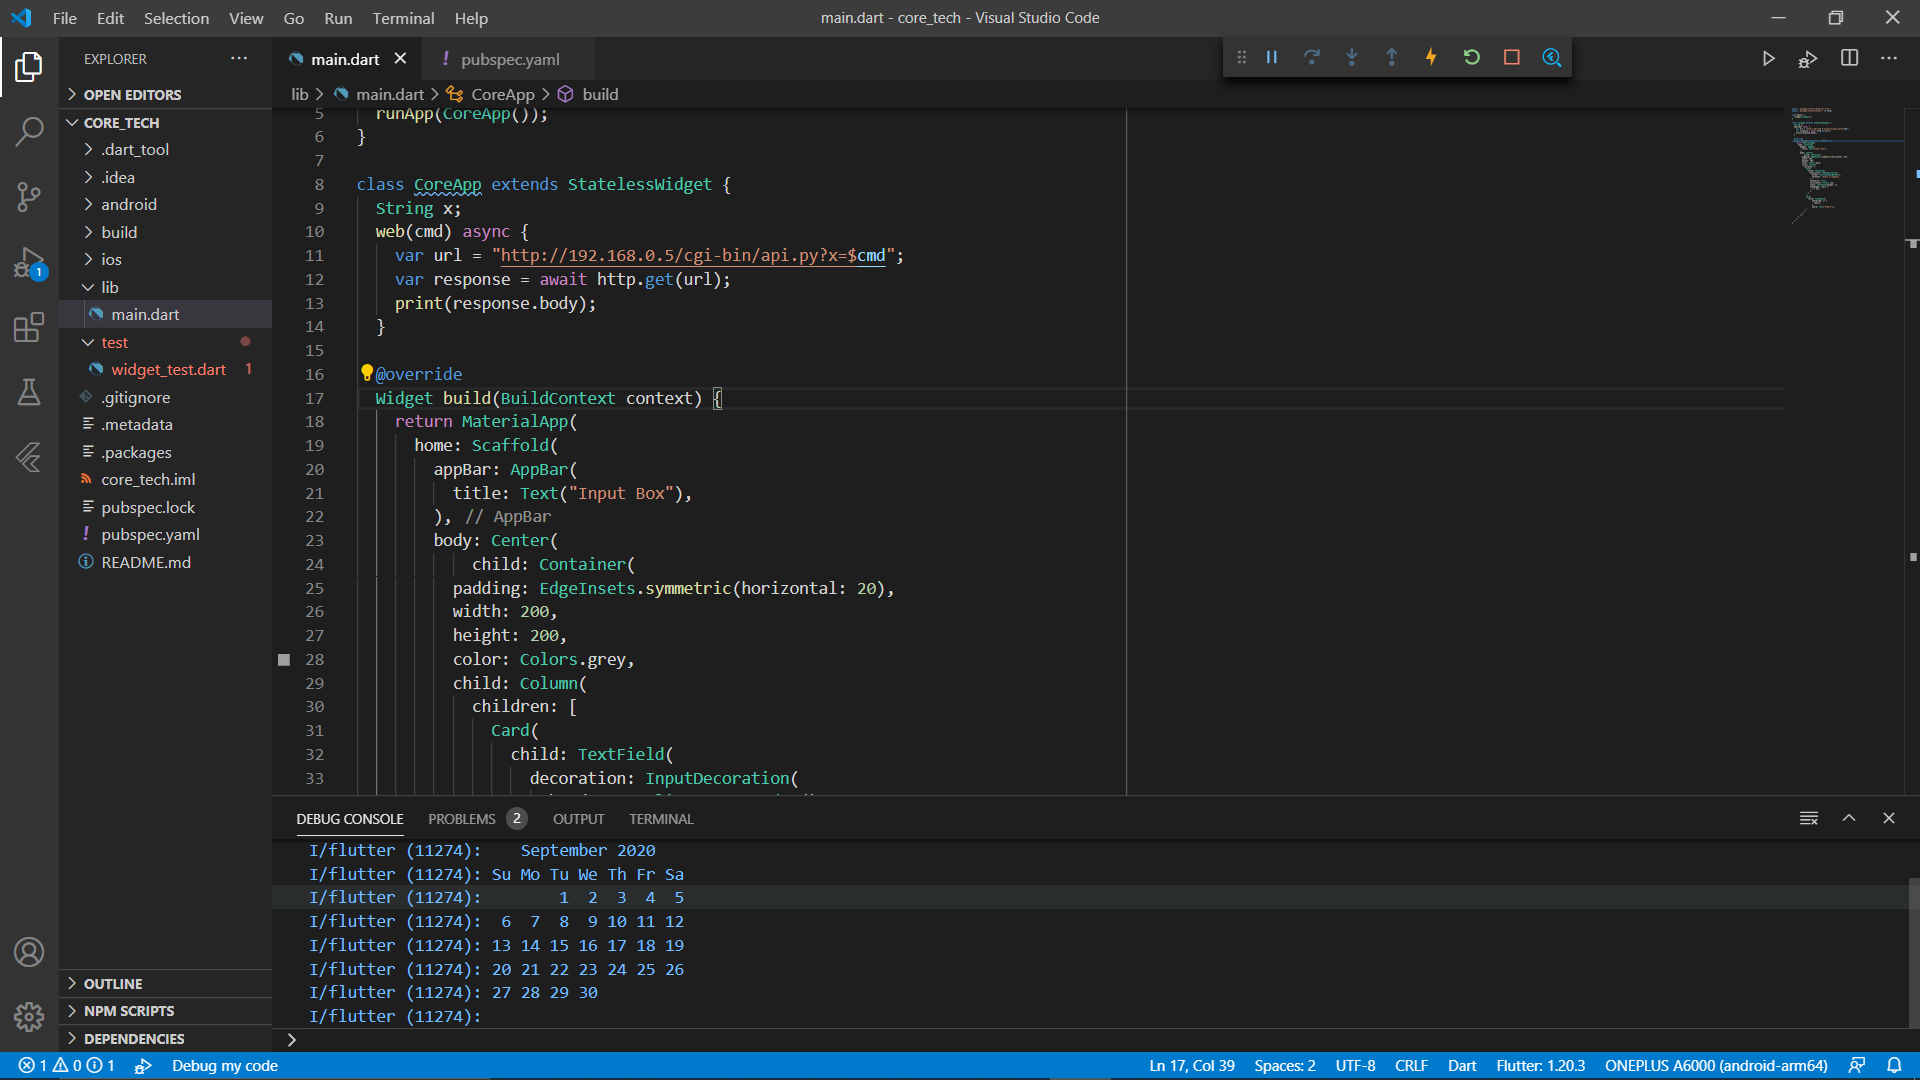 File Edit Selection View Go Run Terminal Help
main.dart - core_tech - Visual Studio Code
EXPLORER
OPEN EDITORS
CORE_TECH
.dart_tool
.idea
android
build
ios
lib
main.dart
test
widget_test.dart 1
.gitignore
.metadata
.packages
core_tech.iml
pubspec.lock
pubspec.yaml
README.md
OUTLINE
NPM SCRIPTS
DEPENDENCIES
1
main.dart
! pubspec.yaml
lib > main.dart > CoreApp > build
5 runApp(CoreApp());
6 }
7
8 class CoreApp extends StatelessWidget {
9 String x;
10 web(cmd) async {
11 var url = "http://192.168.0.5/cgi-bin/api.py?x=$cmd";
12 var response = await http.get(url);
13 print(response.body);
14 }
15
16 @override
17 Widget build(BuildContext context) {
18 return MaterialApp(
19 home: Scaffold(
20 appBar: AppBar(
21 title: Text("Input Box"),
22 ), // AppBar
23 body: Center(
24 child: Container(
25 padding: EdgeInsets.symmetric(horizontal: 20),
26 width: 200,
27 height: 200,
28 color: Colors.grey,
29 child: Column(
30 children: [
31 Card(
32 child: TextField(
33 decoration: InputDecoration(
DEBUG CONSOLE PROBLEMS 2 OUTPUT TERMINAL
I/flutter (11274):    September 2020
I/flutter (11274): Su Mo Tu We Th Fr Sa
I/flutter (11274):        1  2  3  4  5
I/flutter (11274):  6  7  8  9 10 11 12
I/flutter (11274): 13 14 15 16 17 18 19
I/flutter (11274): 20 21 22 23 24 25 26
I/flutter (11274): 27 28 29 30
I/flutter (11274):
>
1 0 1 Debug my code
Ln 17, Col 39 Spaces: 2 UTF-8 CRLF Dart Flutter: 1.20.3 ONEPLUS A6000 (android-arm64)